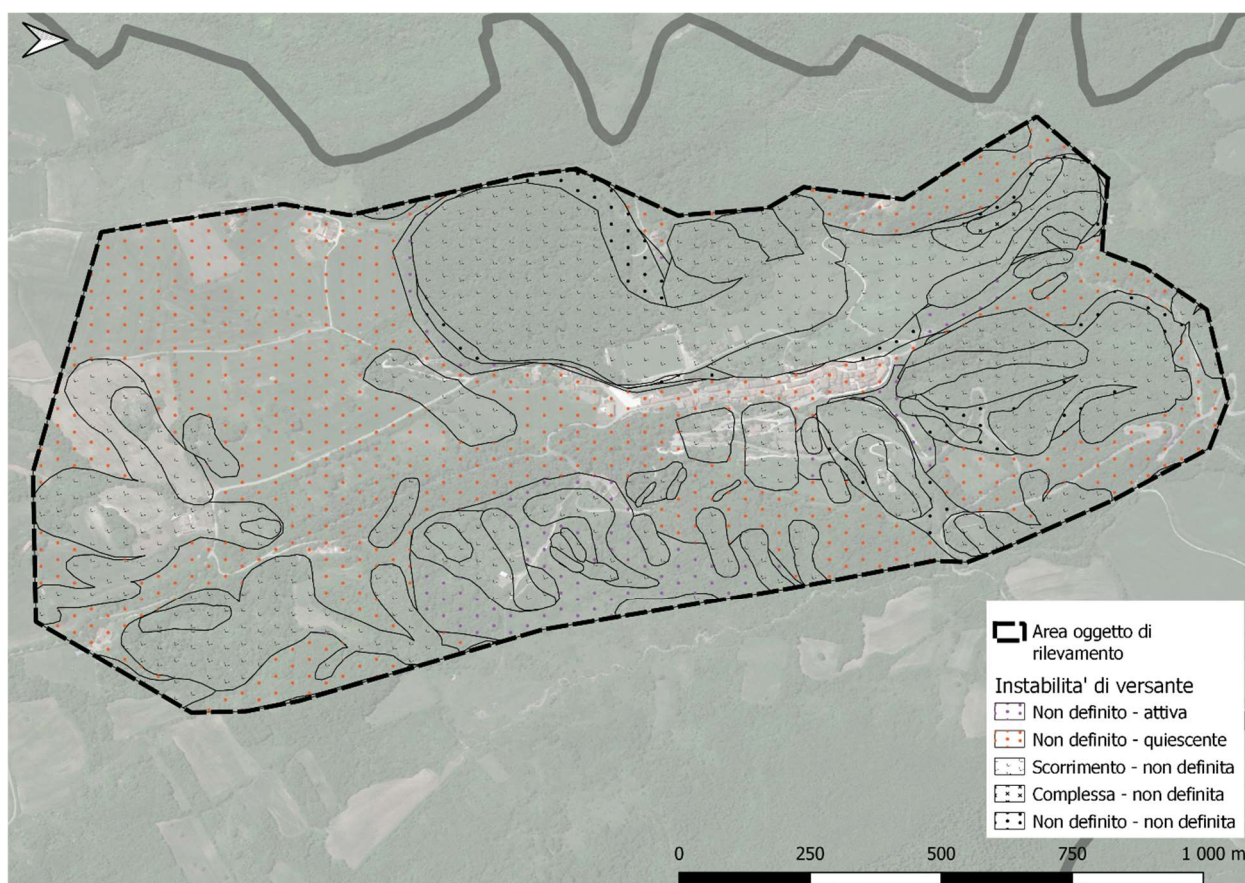 Area oggetto di
rilevamento
Instabilita' di versante
Non definito - attiva
Non definito - quiescente
Scorrimento - non definita
Complessa - non definita
Non definito - non definita
0 250 500 750 1 000 m